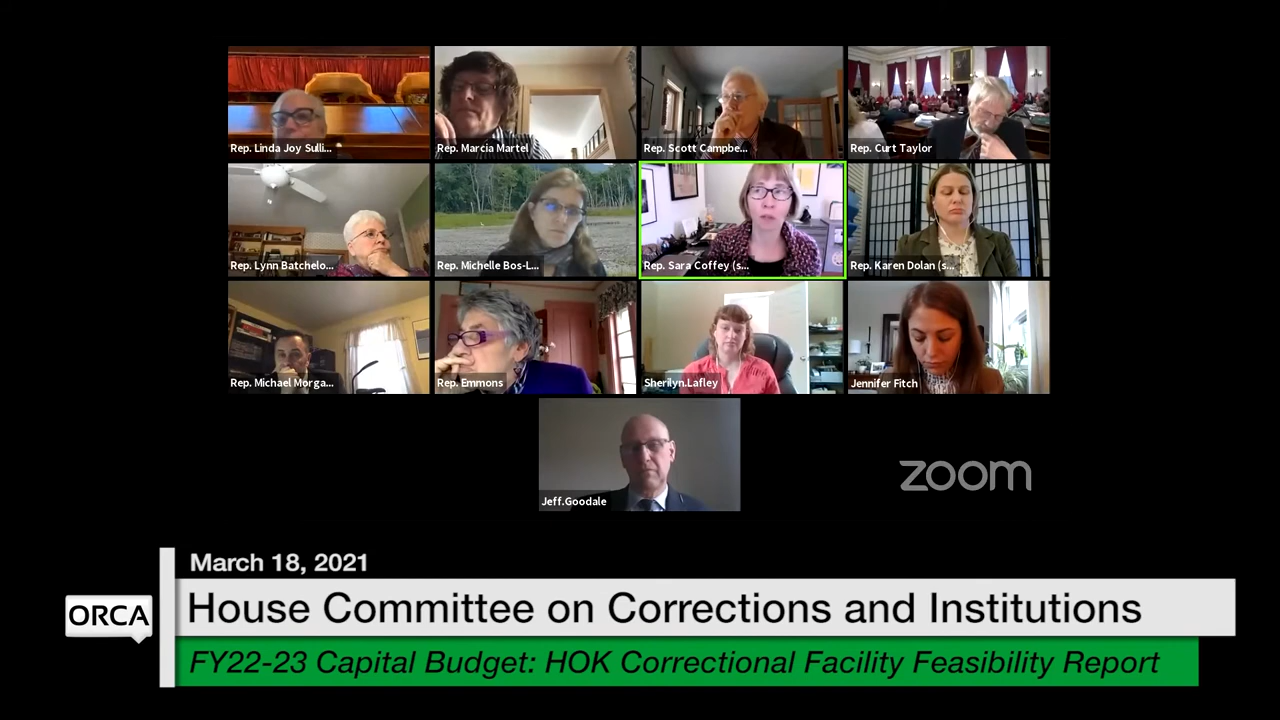 Rep. Linda Joy Sulli...
Rep. Marcia Martel
Rep. Scott Campbe...
Rep. Curt Taylor
Rep. Lynn Batchelo...
Rep. Michelle Bos-L...
Rep. Sara Coffey (s...
Rep. Karen Dolan (s...
Rep. Michael Morga...
Rep. Emmons
Sherilyn.Lafley
Jennifer Fitch
Jeff.Goodale
zoom
March 18, 2021
ORCA
House Committee on Corrections and Institutions
FY22-23 Capital Budget: HOK Correctional Facility Feasibility Report